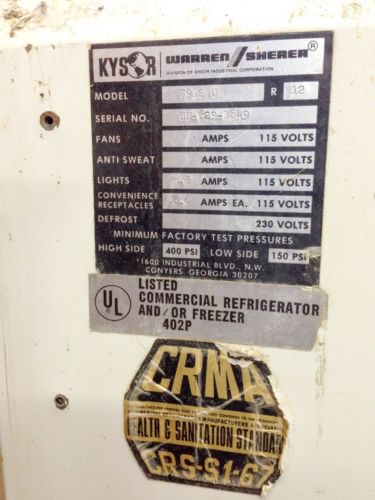 KYSOR WARREN/SHERER®
DIVISION OF KYSOR INDUSTRIAL CORPORATION
MODEL R 12
SERIAL NO.
FANS AMPS 115 VOLTS
ANTI SWEAT AMPS 115 VOLTS
LIGHTS AMPS 115 VOLTS
CONVENIENCE
RECEPTACLES AMPS EA. 115 VOLTS
DEFROST 230 VOLTS
MINIMUM FACTORY TEST PRESSURES
HIGH SIDE 400 PSI LOW SIDE 150 PSI
1600 INDUSTRIAL BLVD., N.W.
CONYERS, GEORGIA 30207
UL
LISTED
COMMERCIAL REFRIGERATOR
AND/OR FREEZER
402P
CRMA
HEALTH & SANITATION STANDAR
CRS-S1-67